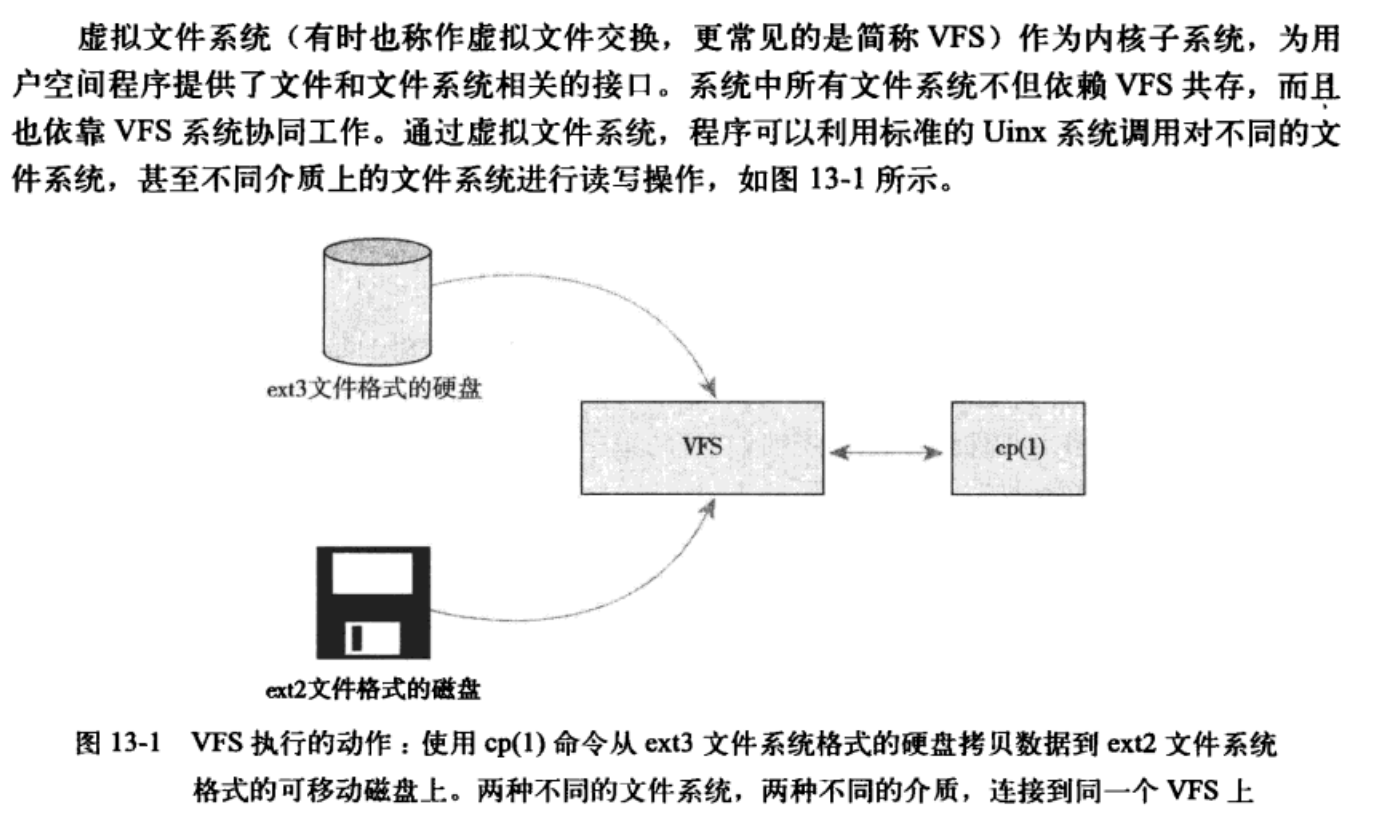 虚拟文件系统（有时也称作虚拟文件交换，更常见的是简称 VFS）作为内核子系统，为用
户空间程序提供了文件和文件系统相关的接口。系统中所有文件系统不但依赖 VFS 共存，而且
也依靠 VFS 系统协同工作。通过虚拟文件系统，程序可以利用标准的 Uinx 系统调用对不同的文
件系统，甚至不同介质上的文件系统进行读写操作，如图 13-1 所示。
ext3文件格式的硬盘
VFS
cp(1)
ext2文件格式的磁盘
图 13-1 VFS 执行的动作：使用 cp(1) 命令从 ext3 文件系统格式的硬盘拷贝数据到 ext2 文件系统
格式的可移动磁盘上。两种不同的文件系统，两种不同的介质，连接到同一个 VFS 上